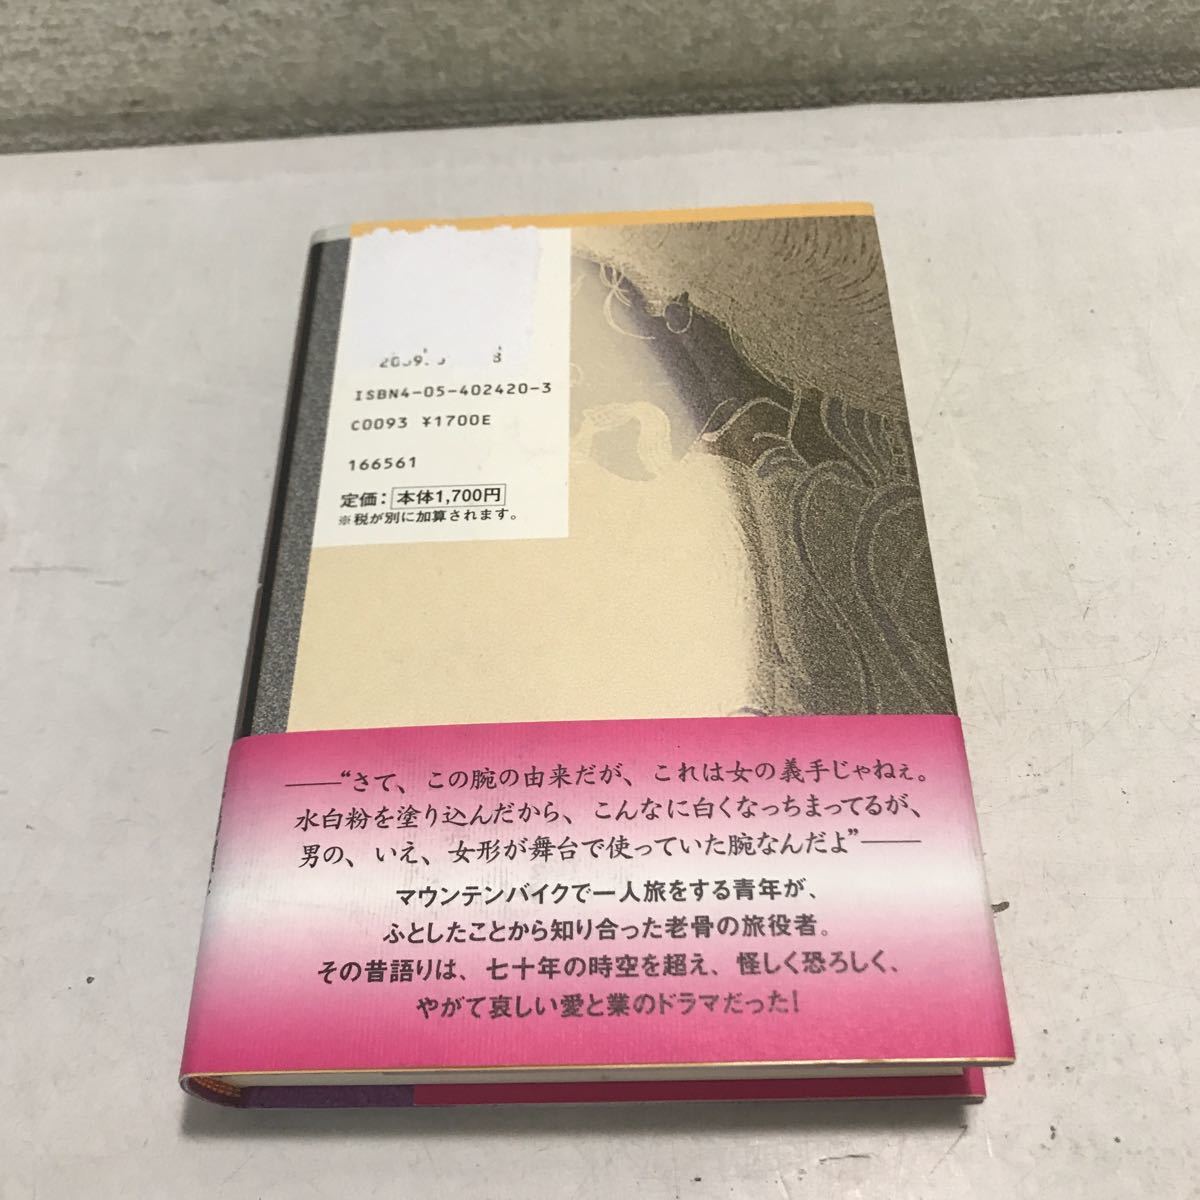 ISBN4-05-402420-3
C0093 ¥1700E
166561
定価：本体1,700円
※税が別に加算されます。
――“さて、この腕の由来だが、これは女の義手じゃねぇ。
水白粉を塗り込んだから、こんなに白くなっちまってるが、
男の、いえ、女形が舞台で使っていた腕なんだよ”――
マウンテンバイクで一人旅をする青年が、
ふとしたことから知り合った老骨の旅役者。
その昔語りは、七十年の時空を超え、怪しく恐ろしく、
やがて哀しい愛と業のドラマだった！